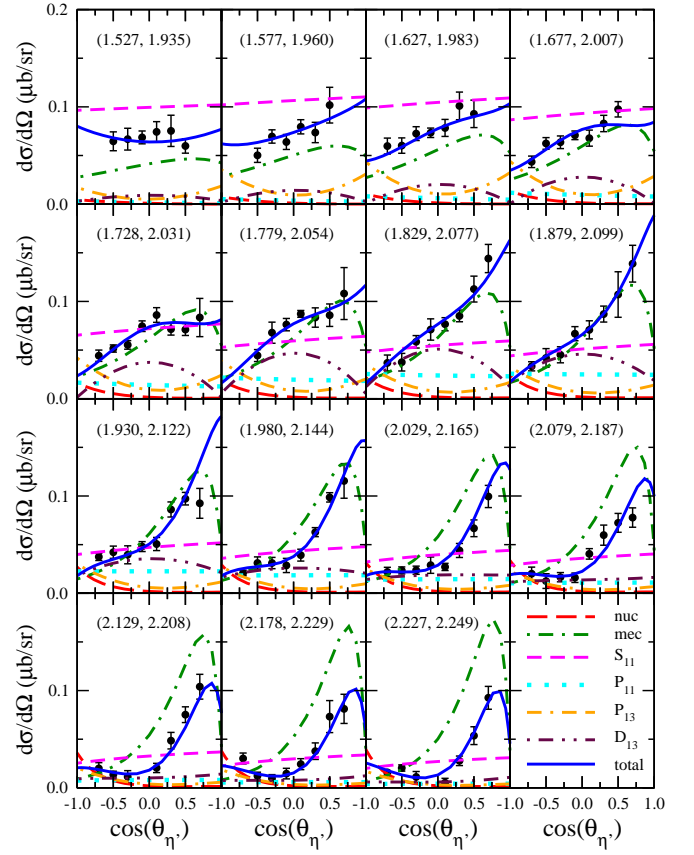 0.2
(1.527, 1.935) (1.577, 1.960) (1.627, 1.983) (1.677, 2.007)
dσ/dΩ (μb/sr)
0.1
0.0
(1.728, 2.031) (1.779, 2.054) (1.829, 2.077) (1.879, 2.099)
dσ/dΩ (μb/sr)
0.1
0.0
(1.930, 2.122) (1.980, 2.144) (2.029, 2.165) (2.079, 2.187)
dσ/dΩ (μb/sr)
0.1
0.0
(2.129, 2.208) (2.178, 2.229) (2.227, 2.249)
dσ/dΩ (μb/sr)
0.1
0.0
nuc
mec
S11
P11
P13
D13
total
-1.0 -0.5 0.0 0.5 -1.0 -0.5 0.0 0.5 -1.0 -0.5 0.0 0.5 -1.0 -0.5 0.0 0.5 1.0
cos(θη') cos(θη') cos(θη') cos(θη')